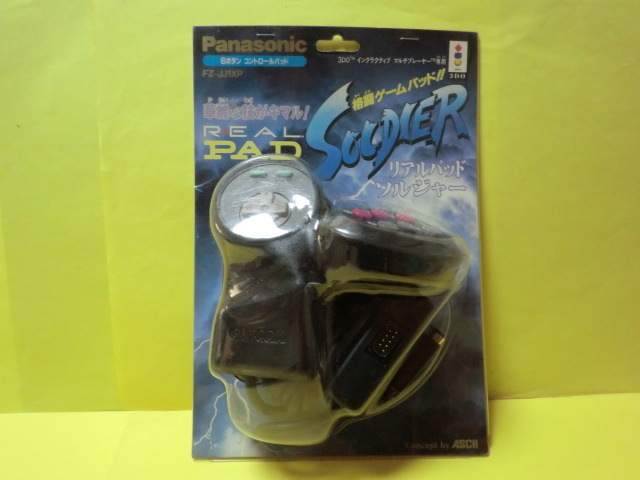 Panasonic
6ボタン コントロールパッド
FZ-JJ1XP
3DO™ インタラクティブ マルチプレーヤー™専用
3DO
華麗な技がキマル!
格闘ゲームパッド!!
REAL
PAD
SOLDIER
リアルパッド
ソルジャー
Concept by ASCII